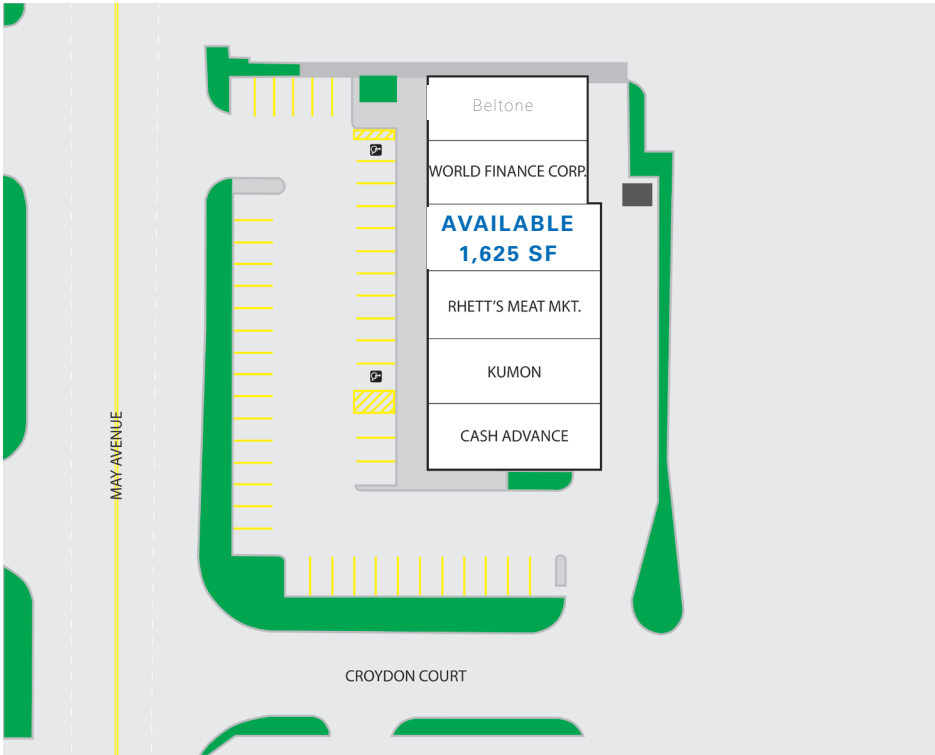 Beltone
WORLD FINANCE CORP.
AVAILABLE
1,625 SF
RHETT'S MEAT MKT.
KUMON
CASH ADVANCE
MAY AVENUE
CROYDON COURT